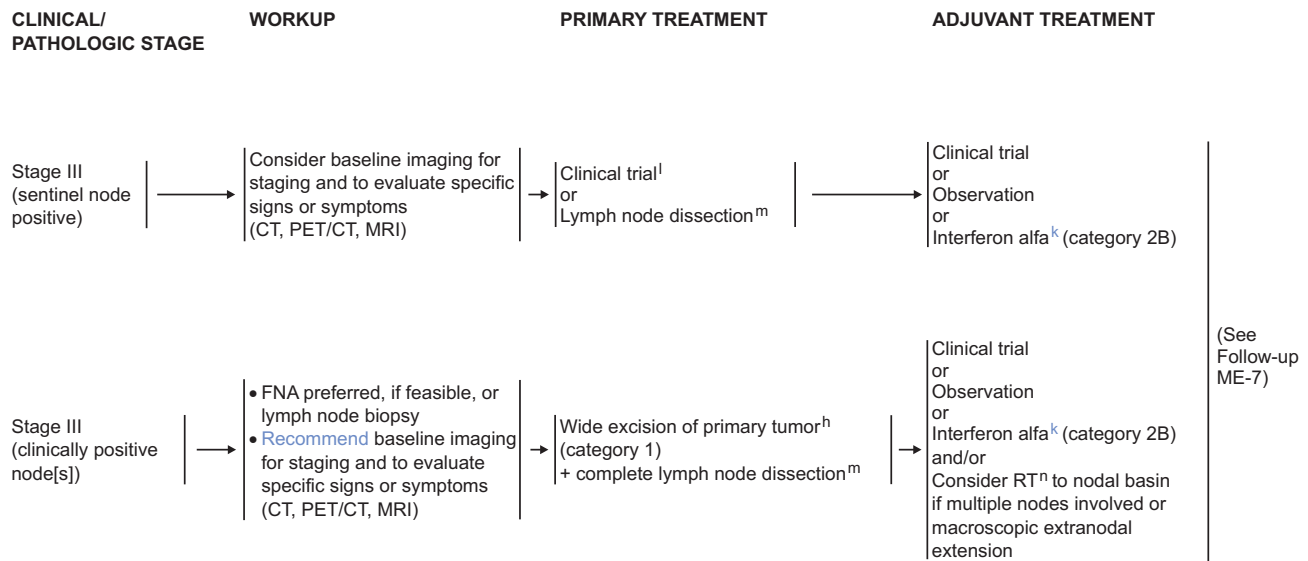 CLINICAL/
PATHOLOGIC STAGE
WORKUP
PRIMARY TREATMENT
ADJUVANT TREATMENT
Stage III
(sentinel node
positive)
Consider baseline imaging for
staging and to evaluate specific
signs or symptoms
(CT, PET/CT, MRI)
Clinical trial^l
or
Lymph node dissection^m
Clinical trial
or
Observation
or
Interferon alfa^k (category 2B)
Stage III
(clinically positive
node[s])
• FNA preferred, if feasible, or
lymph node biopsy
• Recommend baseline imaging
for staging and to evaluate
specific signs or symptoms
(CT, PET/CT, MRI)
Wide excision of primary tumor^h
(category 1)
+ complete lymph node dissection^m
Clinical trial
or
Observation
or
Interferon alfa^k (category 2B)
and/or
Consider RT^n to nodal basin
if multiple nodes involved or
macroscopic extranodal
extension
(See
Follow-up
ME-7)